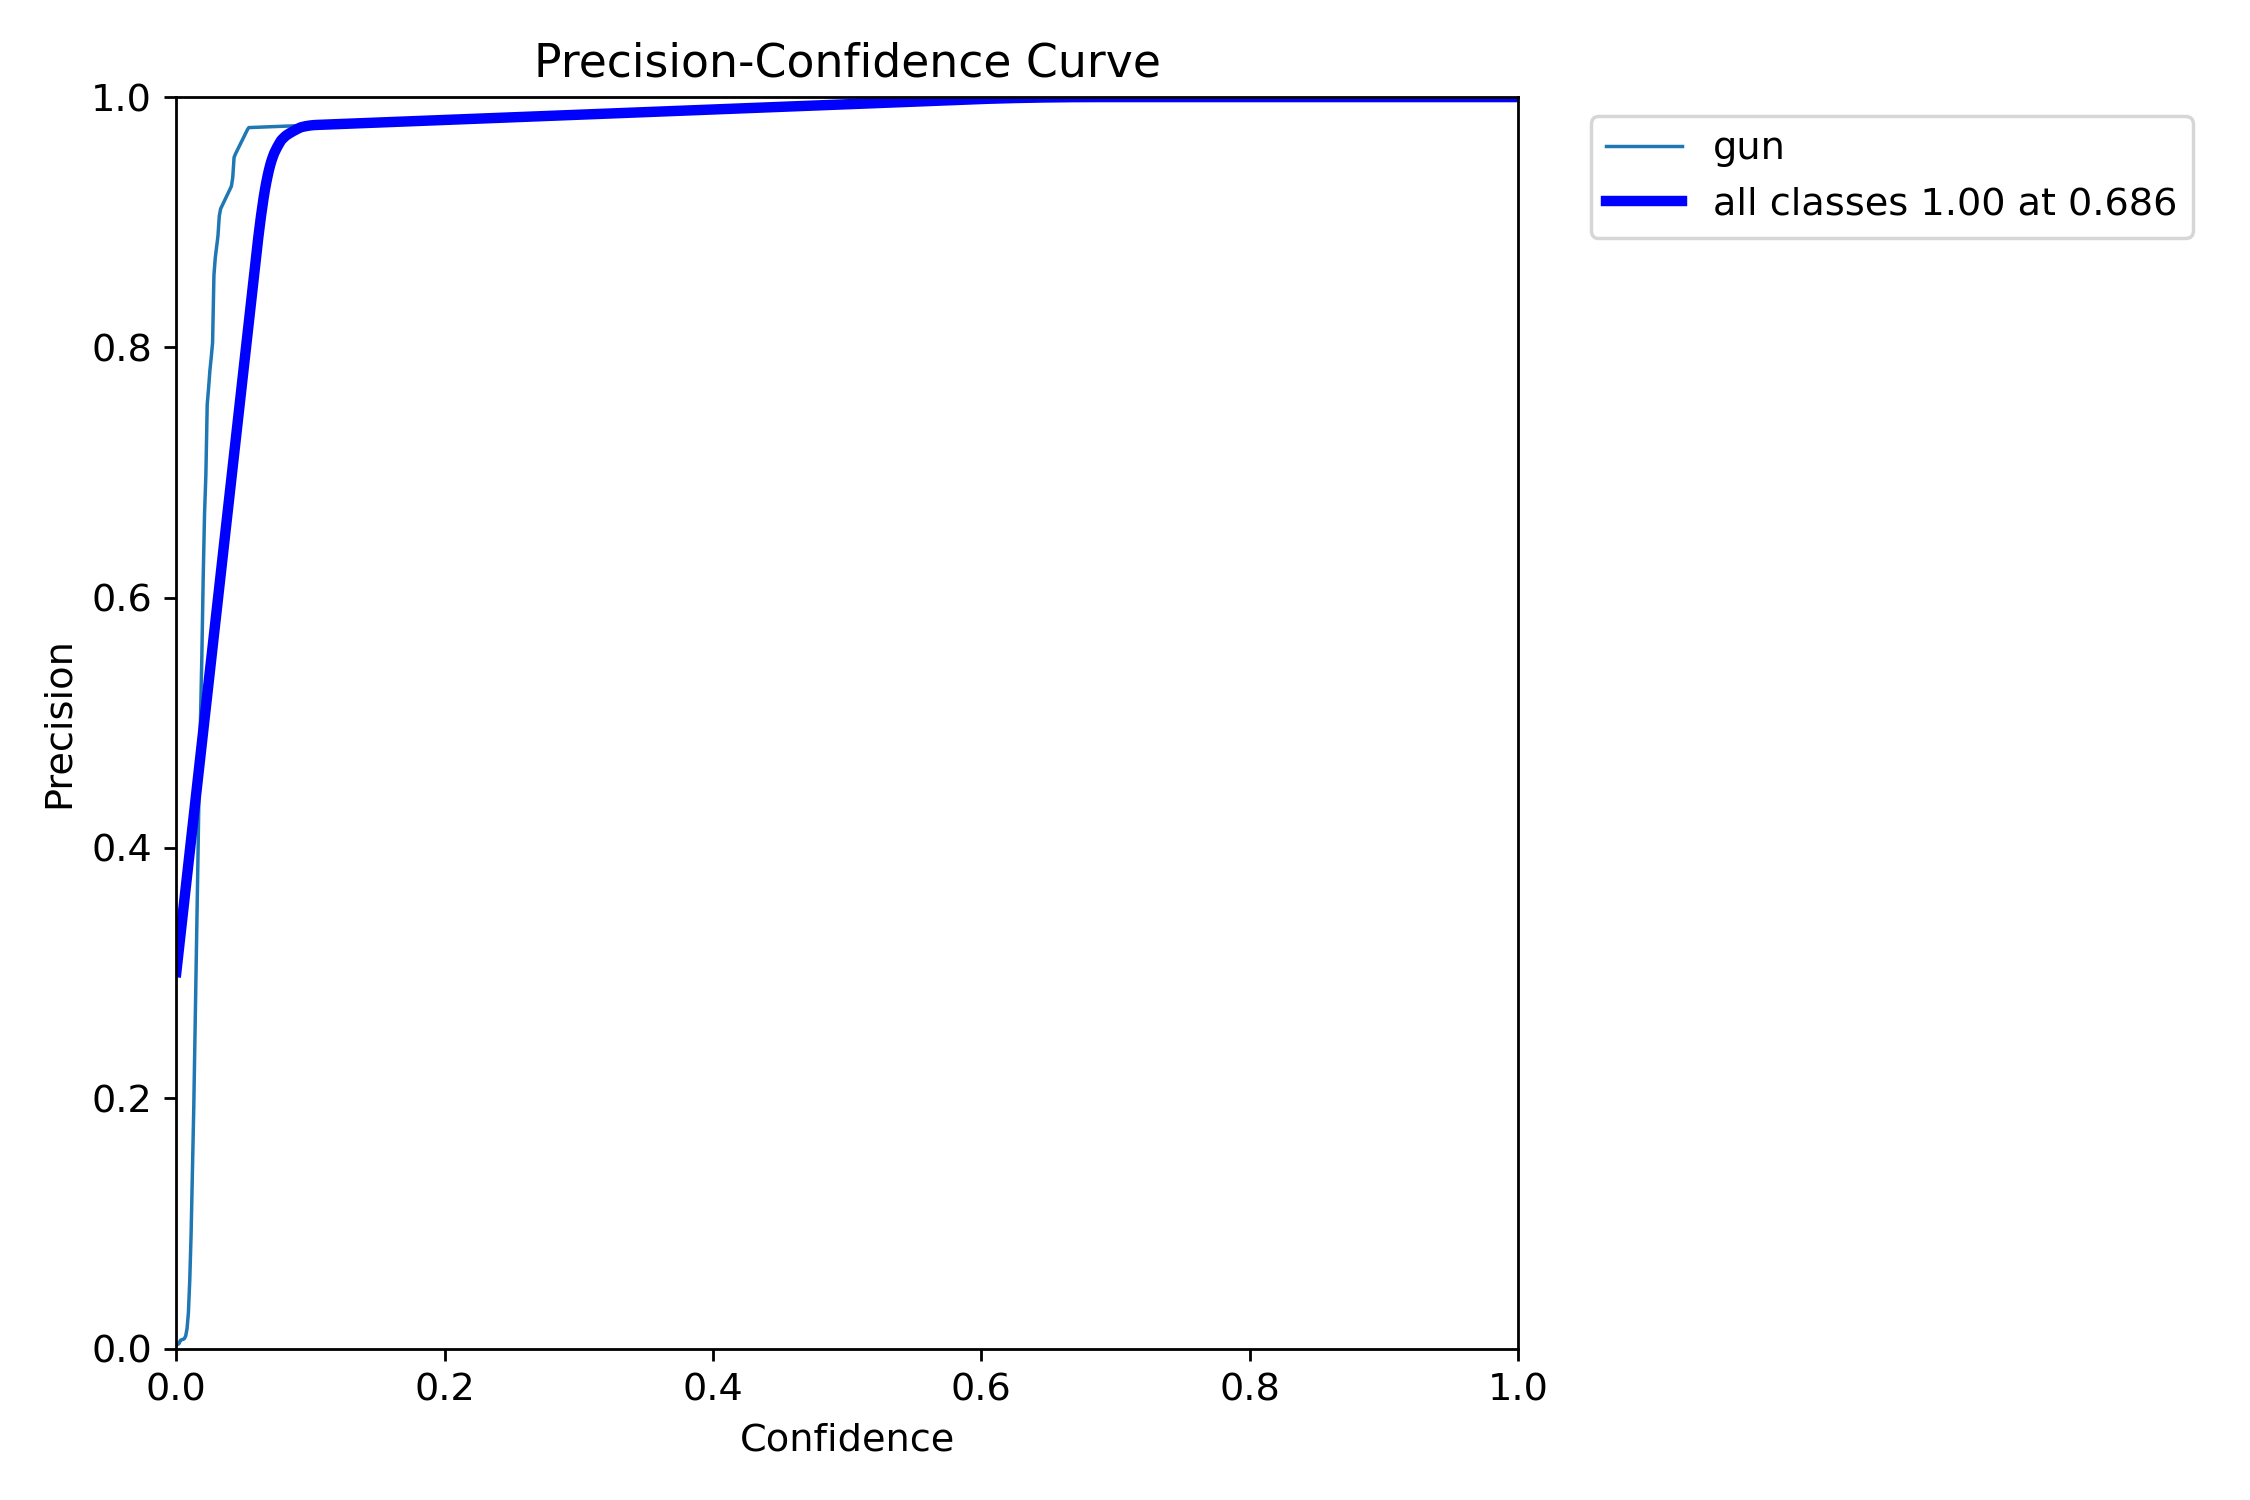 Precision-Confidence Curve
1.0
0.8
0.6
0.4
0.2
0.0
Precision
0.0 0.2 0.4 0.6 0.8 1.0
Confidence
gun
all classes 1.00 at 0.686